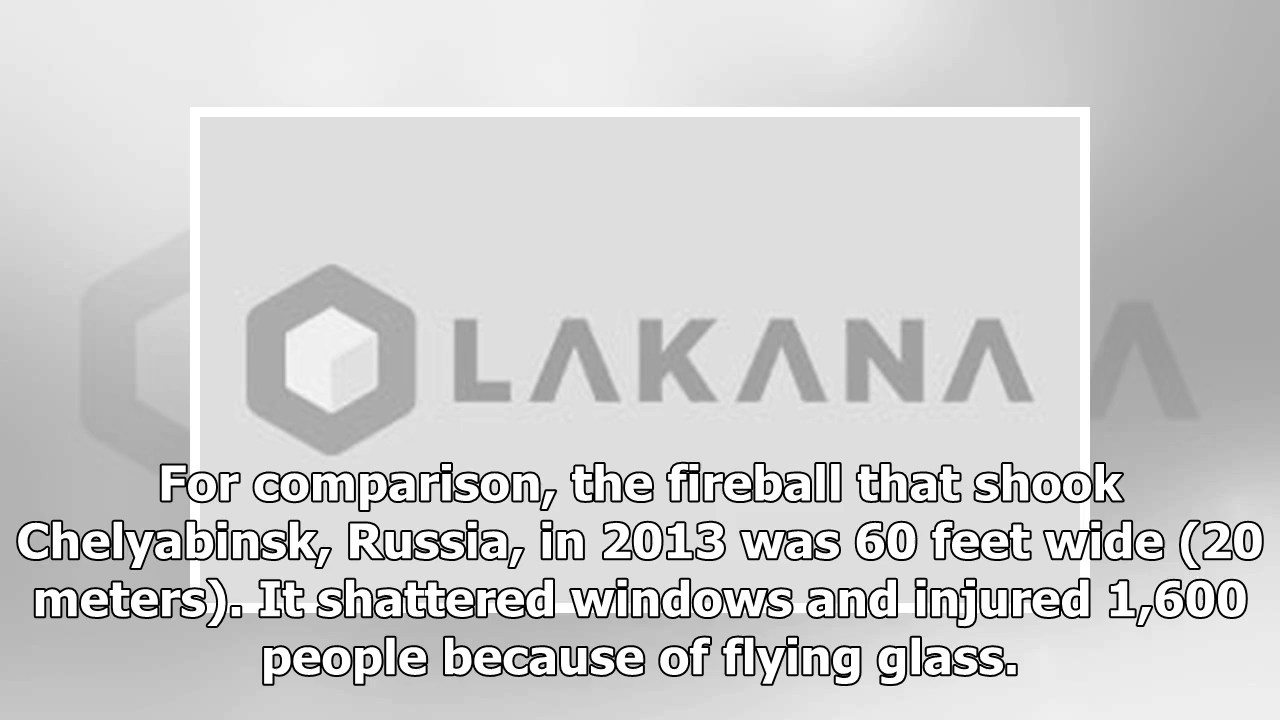 LAKANA
For comparison, the fireball that shook
Chelyabinsk, Russia, in 2013 was 60 feet wide (20
meters). It shattered windows and injured 1,600
people because of flying glass.